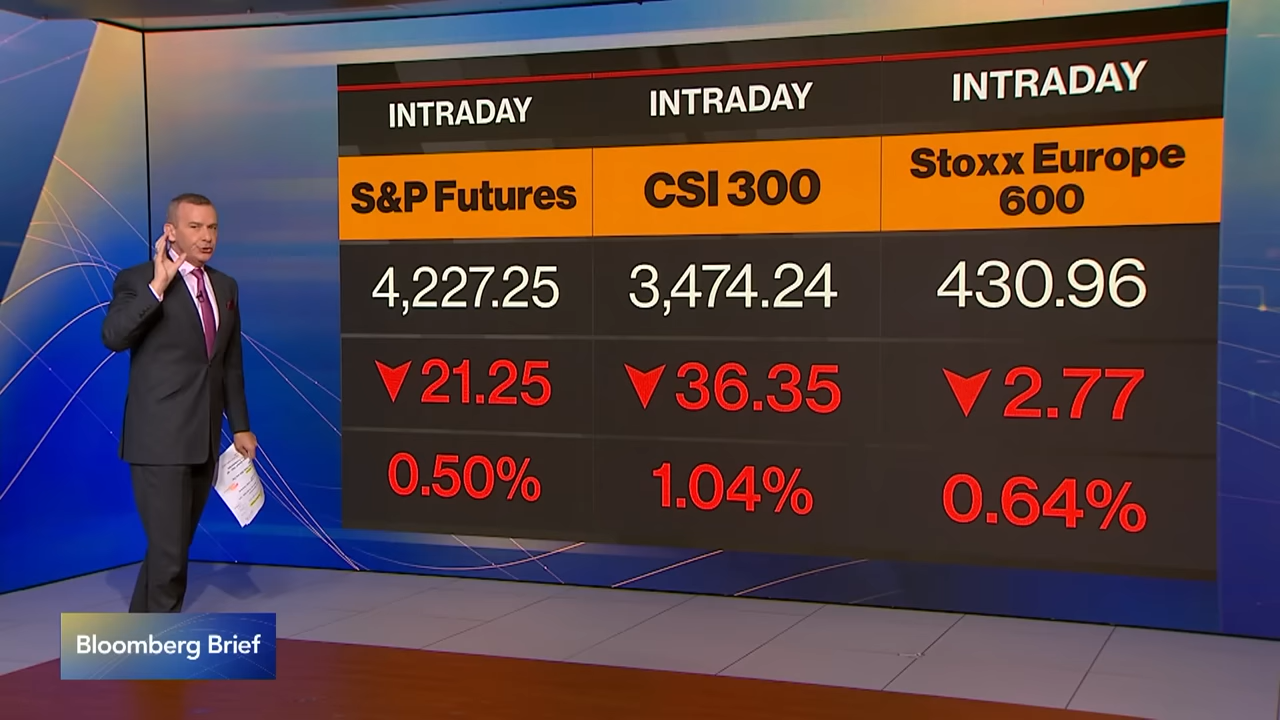 INTRADAY
INTRADAY
INTRADAY
S&P Futures
CSI 300
Stoxx Europe
600
4,227.25
3,474.24
430.96
▼21.25
▼36.35
▼2.77
0.50%
1.04%
0.64%
Bloomberg Brief